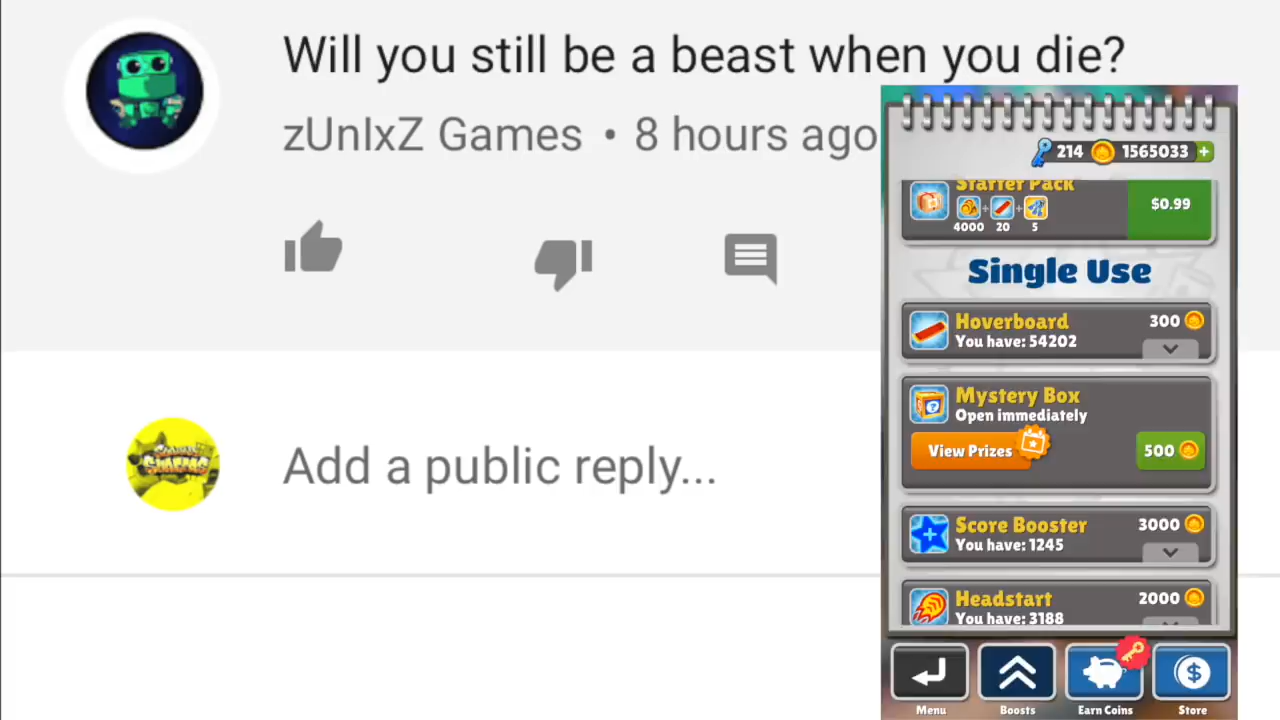 Will you still be a beast when you die?
zUnIxZ Games • 8 hours ago
Add a public reply...
214 1565033 +
Starter Pack
4000 + 20 + 5
$0.99
Single Use
Hoverboard
You have: 54202
300
Mystery Box
Open immediately
View Prizes
500
Score Booster
You have: 1245
3000
Headstart
You have: 3188
2000
Menu
Boosts
Earn Coins
Store